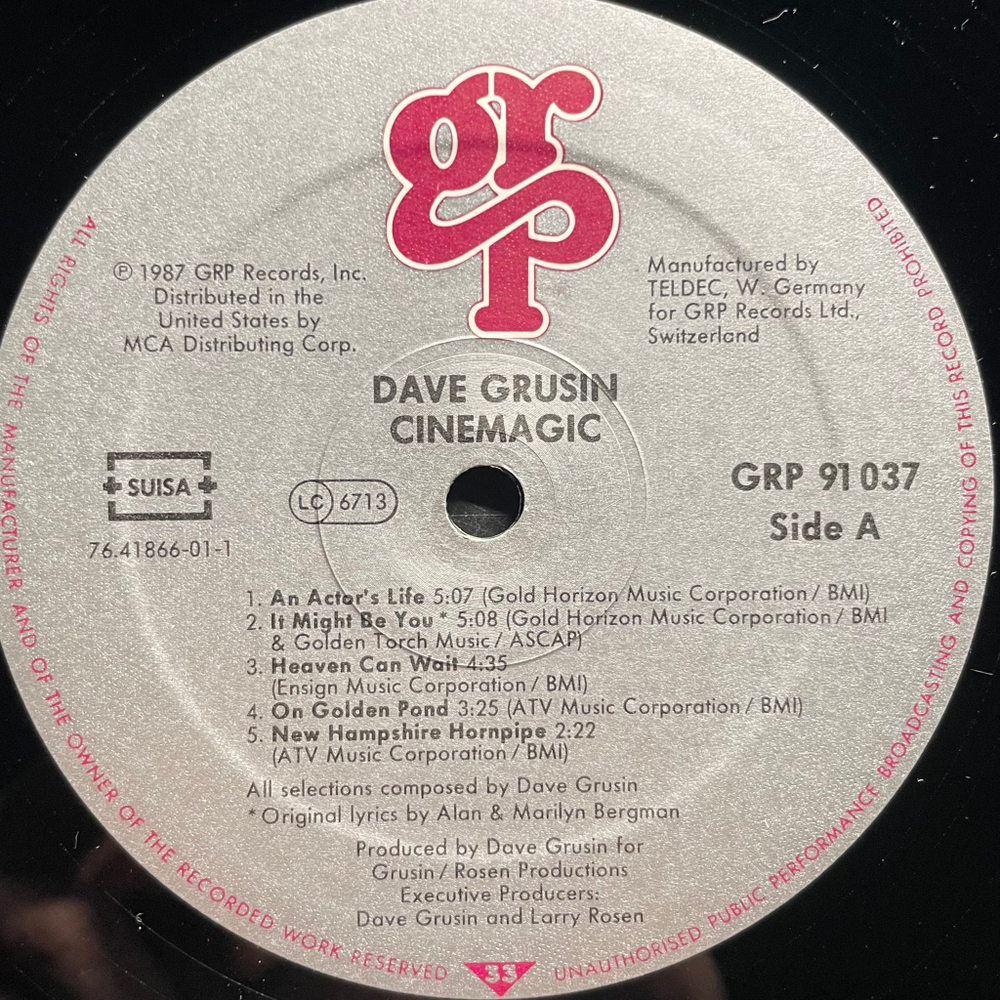 grp
℗ 1987 GRP Records, Inc.
Distributed in the
United States by
MCA Distributing Corp.
Manufactured by
TELDEC, W. Germany
for GRP Records Ltd.,
Switzerland
DAVE GRUSIN
CINEMAGIC
SUISA
76.41866-01-1
LC 6713
GRP 91 037
Side A
1. An Actor's Life 5:07 (Gold Horizon Music Corporation / BMI)
2. It Might Be You* 5:08 (Gold Horizon Music Corporation / BMI
& Golden Torch Music / ASCAP)
3. Heaven Can Wait 4:35
(Ensign Music Corporation / BMI)
4. On Golden Pond 3:25 (ATV Music Corporation / BMI)
5. New Hampshire Hornpipe 2:22
(ATV Music Corporation / BMI)
All selections composed by Dave Grusin
* Original lyrics by Alan & Marilyn Bergman
Produced by Dave Grusin for
Grusin / Rosen Productions
Executive Producers:
Dave Grusin and Larry Rosen
ALL RIGHTS OF THE MANUFACTURER AND OF THE OWNER OF THE RECORDED WORK RESERVED
33
UNAUTHORISED PUBLIC PERFORMANCE BROADCASTING AND COPYING OF THIS RECORD PROHIBITED